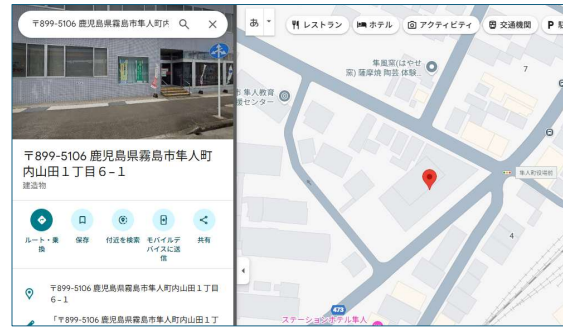 〒899-5106 鹿児島県霧島市隼人町内
あ
レストラン
ホテル
アクティビティ
交通機関
P
〒899-5106 鹿児島県霧島市隼人町
内山田１丁目６−１
建造物
ルート・乗
換
保存
付近を検索
モバイルデ
バイスに送
信
共有
〒899-5106 鹿児島県霧島市隼人町内山田１丁目
６−１
「〒899-5106 鹿児島県霧島市隼人町内山田１丁
隼人教育
援センター
隼風窯(はやせ
窯) 薩摩焼 陶芸 体験...
7
隼人町役場前
4
473
ステーションホテル隼人